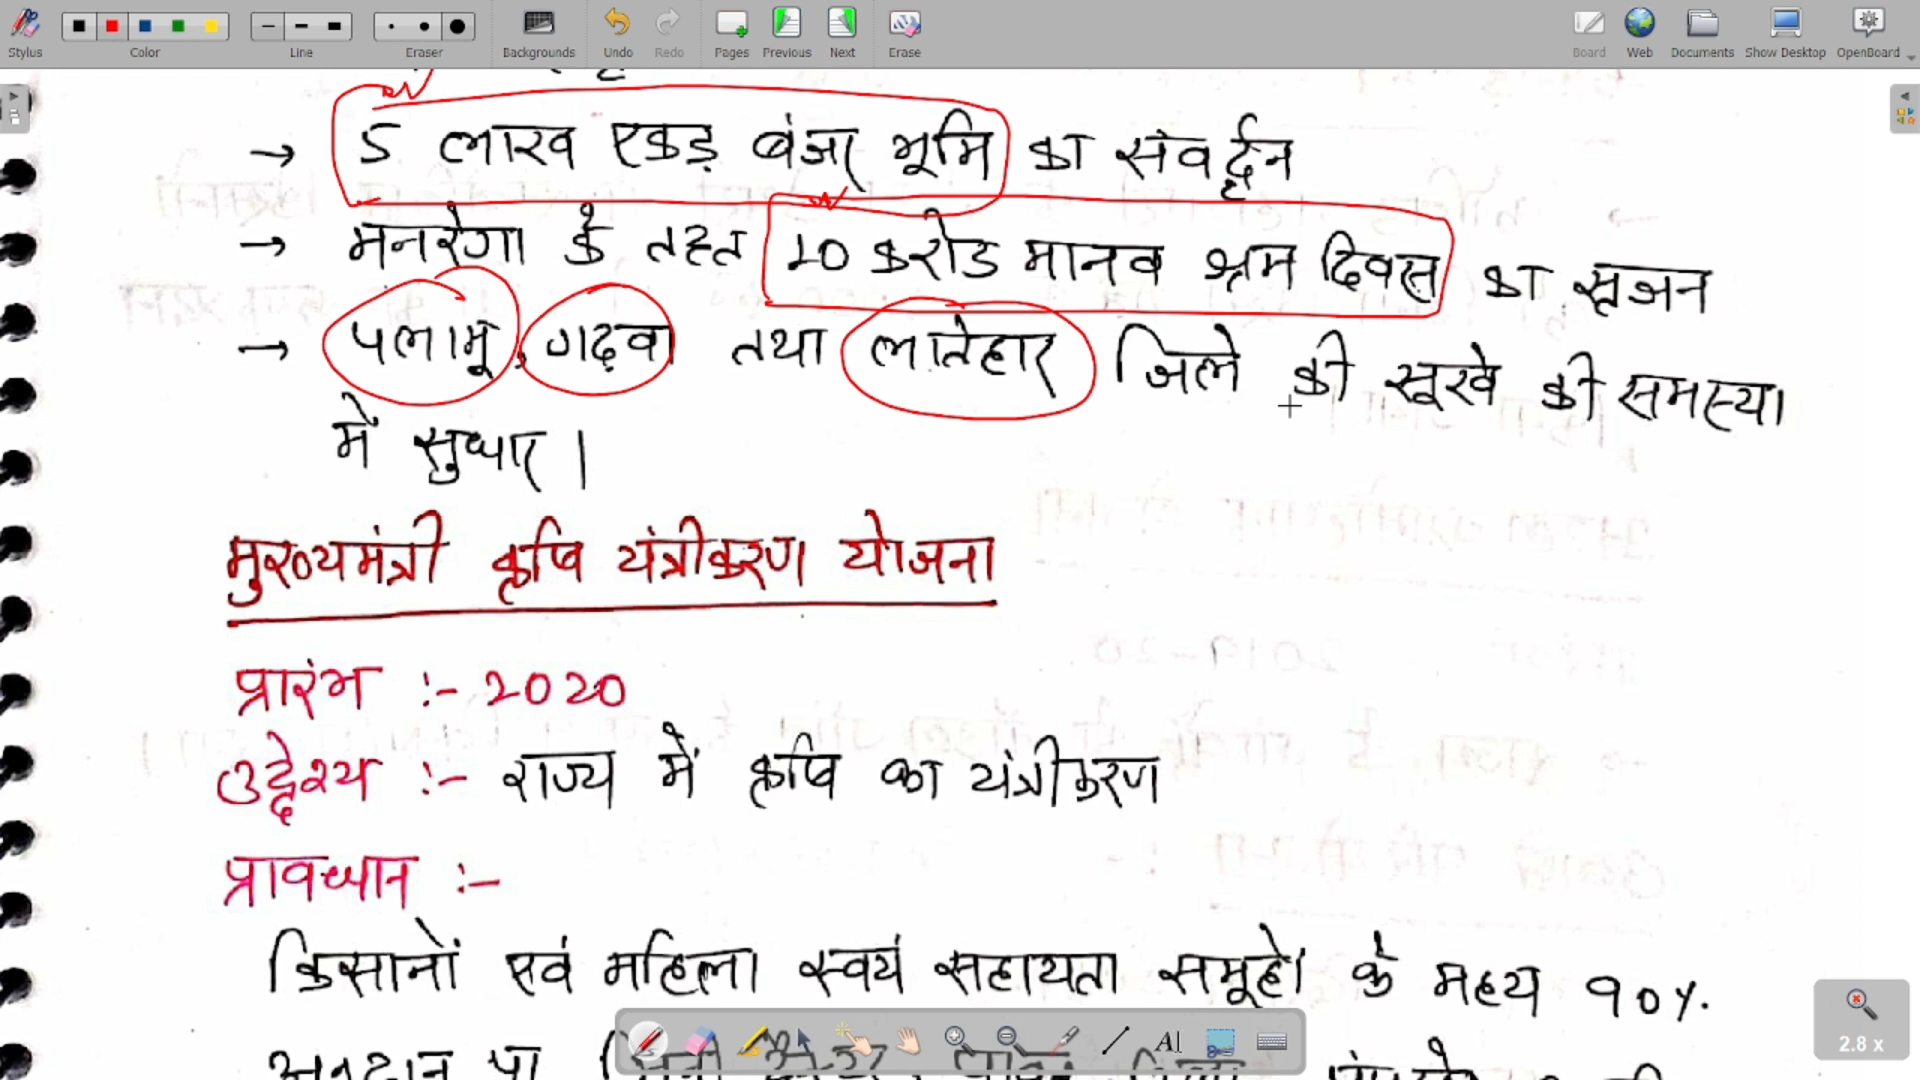 Stylus Color Line Eraser Backgrounds Undo Redo Pages Previous Next Erase Board Web Documents Show Desktop OpenBoard
→ 5 लाख एकड़ बंजर भूमि का संवर्द्धन
→ मनरेगा के तहत 10 करोड मानव श्रम दिवस का सृजन
→ पलामू, गढ़वा तथा लातेहार जिले की सूखे की समस्या
में सुधार।
मुख्यमंत्री कृषि यंत्रीकरण योजना
प्रारंभ :- 2020
उद्देश्य :- राज्य में कृषि का यंत्रीकरण
प्रावधान :-
किसानों एवं महिला स्वयं सहायता समूहों के मध्य 90%.
अनुदान पर
2.8 x